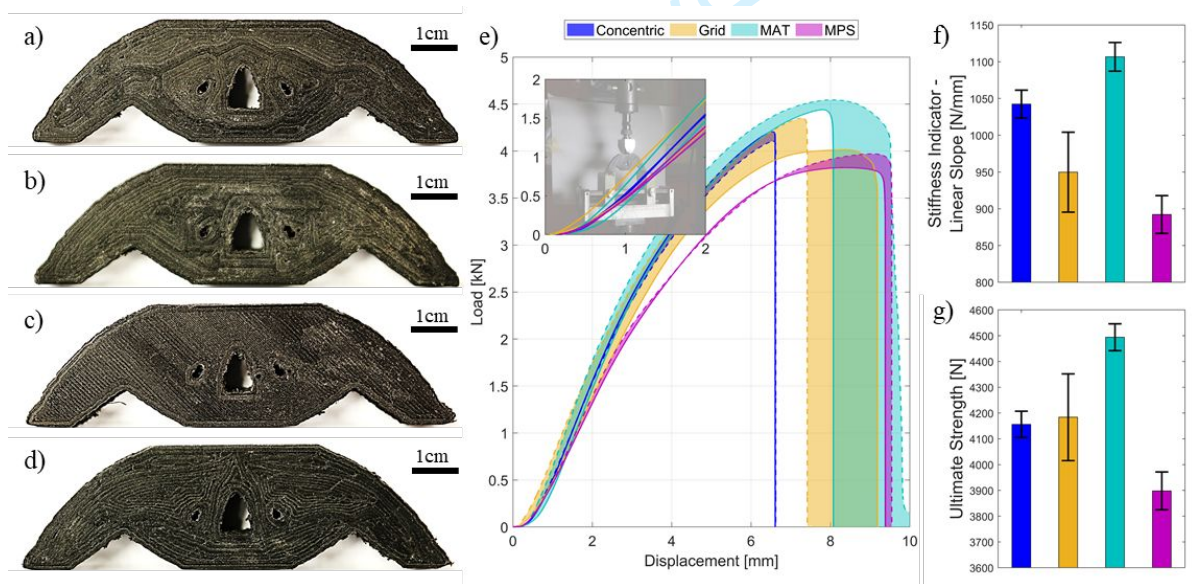 a)
1cm
b)
1cm
c)
1cm
d)
1cm
e)
Concentric Grid MAT MPS
5
4.5
4
3.5
3
2.5
2
1.5
1
0.5
0
Load [kN]
2
1.5
1
0.5
0
0 1 2
0 2 4 6 8 10
Displacement [mm]
f)
1150
1100
1050
1000
950
900
850
800
Stiffness Indicator -
Linear Slope [N/mm]
g)
4600
4500
4400
4300
4200
4100
4000
3900
3800
3700
3600
Ultimate Strength [N]